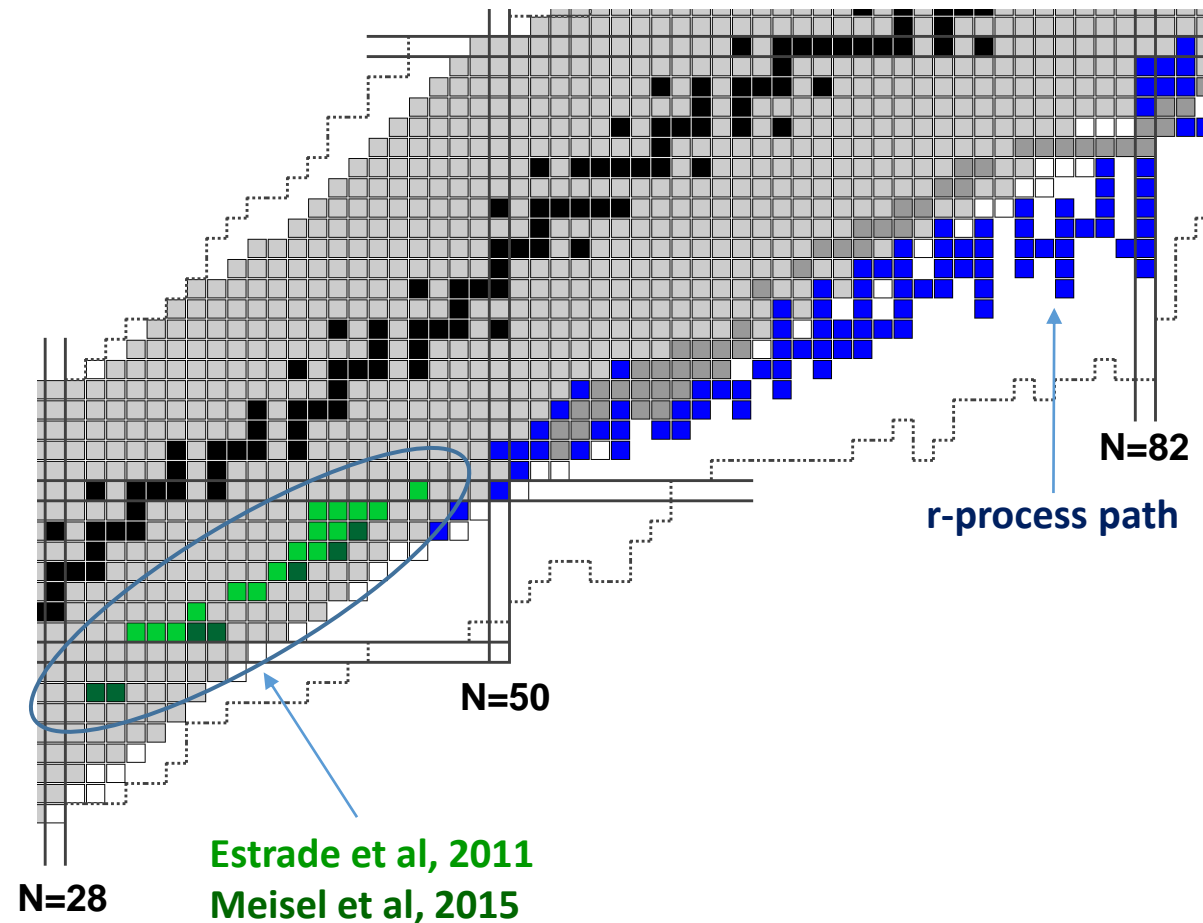 N=82
r-process path
N=50
Estrade et al, 2011
N=28
Meisel et al, 2015